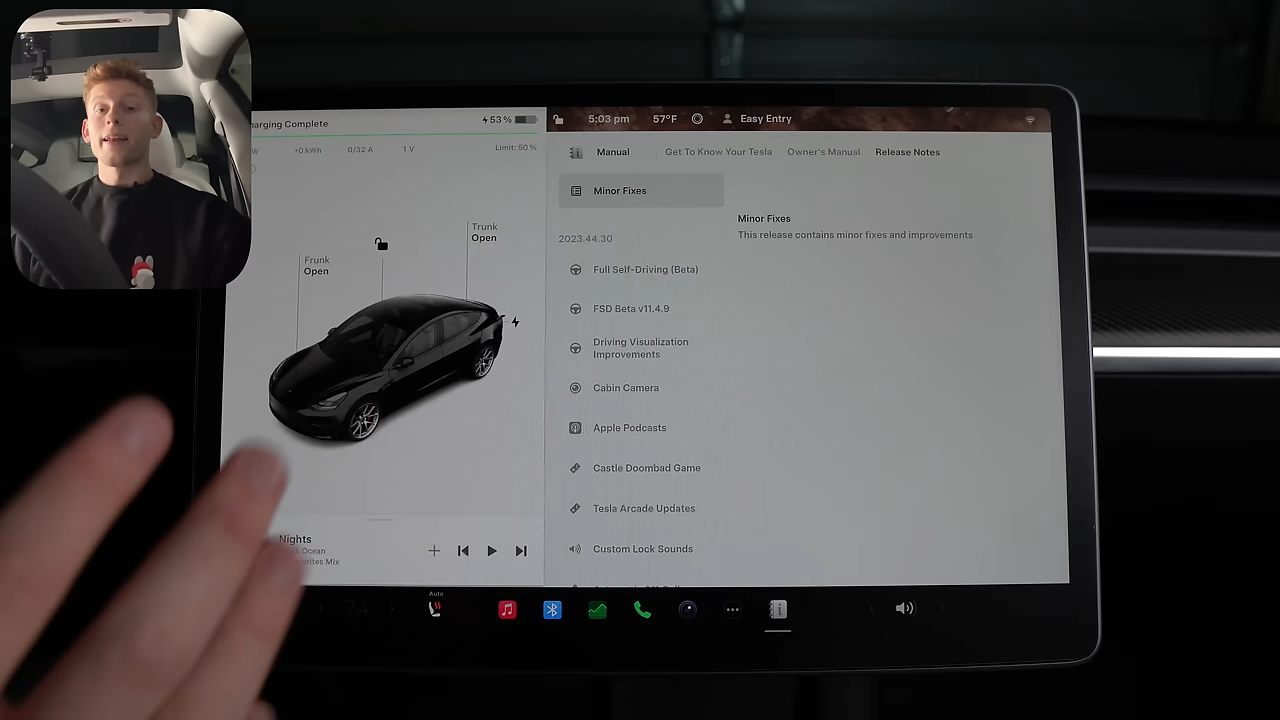 arging Complete
53 %
+0 kWh
0/32 A
1 V
Limit: 50 %
Trunk
Open
Frunk
Open
Nights
Ocean
Mix
5:03 pm
57°F
Easy Entry
Manual
Get To Know Your Tesla
Owner's Manual
Release Notes
Minor Fixes
2023.44.30
Full Self-Driving (Beta)
FSD Beta v11.4.9
Driving Visualization
Improvements
Cabin Camera
Apple Podcasts
Castle Doombad Game
Tesla Arcade Updates
Custom Lock Sounds
Minor Fixes
This release contains minor fixes and improvements
74
Auto